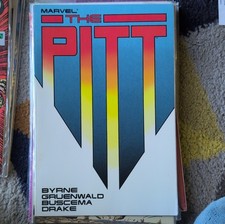 MARVEL
THE
PITT
BYRNE
GRUENWALD
BUSCEMA
DRAKE